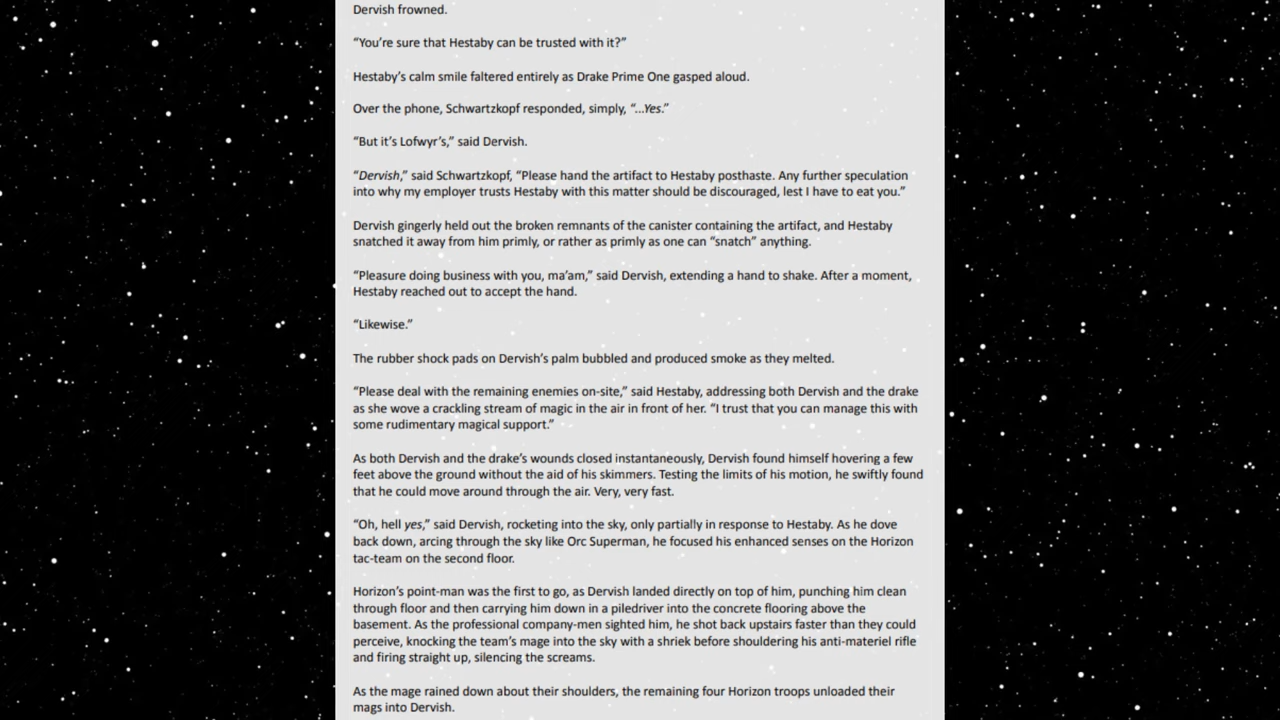 Dervish frowned.
“You’re sure that Hestaby can be trusted with it?”
Hestaby’s calm smile faltered entirely as Drake Prime One gasped aloud.
Over the phone, Schwartzkopf responded, simply, “…Yes.”
“But it’s Lofwyr’s,” said Dervish.
“Dervish,” said Schwartzkopf, “Please hand the artifact to Hestaby posthaste. Any further speculation
into why my employer trusts Hestaby with this matter should be discouraged, lest I have to eat you.”
Dervish gingerly held out the broken remnants of the canister containing the artifact, and Hestaby
snatched it away from him primly, or rather as primly as one can “snatch” anything.
“Pleasure doing business with you, ma’am,” said Dervish, extending a hand to shake. After a moment,
Hestaby reached out to accept the hand.
“Likewise.”
The rubber shock pads on Dervish’s palm bubbled and produced smoke as they melted.
“Please deal with the remaining enemies on-site,” said Hestaby, addressing both Dervish and the drake
as she wove a crackling stream of magic in the air in front of her. “I trust that you can manage this with
some rudimentary magical support.”
As both Dervish and the drake’s wounds closed instantaneously, Dervish found himself hovering a few
feet above the ground without the aid of his skimmers. Testing the limits of his motion, he swiftly found
that he could move around through the air. Very, very fast.
“Oh, hell yes,” said Dervish, rocketing into the sky, only partially in response to Hestaby. As he dove
back down, arcing through the sky like Orc Superman, he focused his enhanced senses on the Horizon
tac-team on the second floor.
Horizon’s point-man was the first to go, as Dervish landed directly on top of him, punching him clean
through floor and then carrying him down in a piledriver into the concrete flooring above the
basement. As the professional company-men sighted him, he shot back upstairs faster than they could
perceive, knocking the team’s mage into the sky with a shriek before shouldering his anti-materiel rifle
and firing straight up, silencing the screams.
As the mage rained down about their shoulders, the remaining four Horizon troops unloaded their
mags into Dervish.